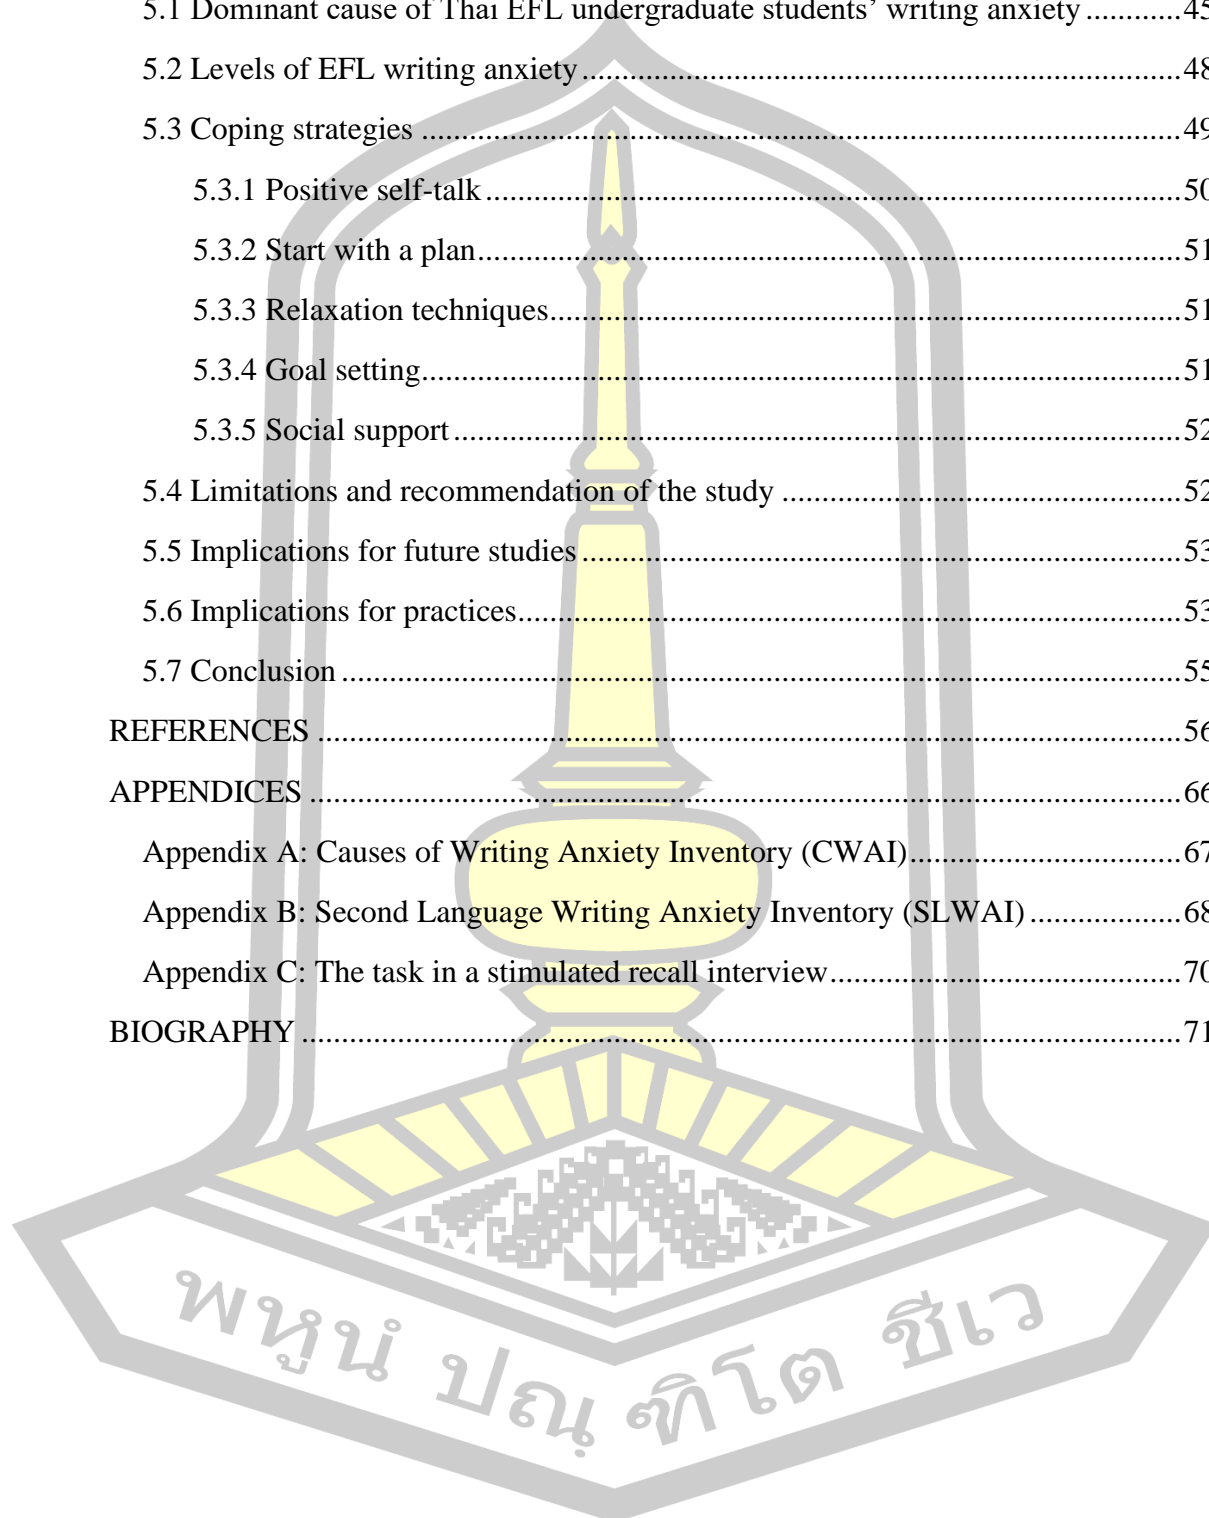 5.1 Dominant cause of Thai EFL undergraduate students’ writing anxiety ............45
5.2 Levels of EFL writing anxiety...........................................................................48
5.3 Coping strategies ...............................................................................................49
5.3.1 Positive self-talk.......................................................................................50
5.3.2 Start with a plan........................................................................................51
5.3.3 Relaxation techniques...............................................................................51
5.3.4 Goal setting...............................................................................................51
5.3.5 Social support...........................................................................................52
5.4 Limitations and recommendation of the study ..................................................52
5.5 Implications for future studies...........................................................................53
5.6 Implications for practices...................................................................................53
5.7 Conclusion .........................................................................................................55
REFERENCES ............................................................................................................56
APPENDICES .............................................................................................................66
Appendix A: Causes of Writing Anxiety Inventory (CWAI)..................................67
Appendix B: Second Language Writing Anxiety Inventory (SLWAI) ...................68
Appendix C: The task in a stimulated recall interview............................................70
BIOGRAPHY ..............................................................................................................71
พหูนํ ปณฺฑิโต ชีเว